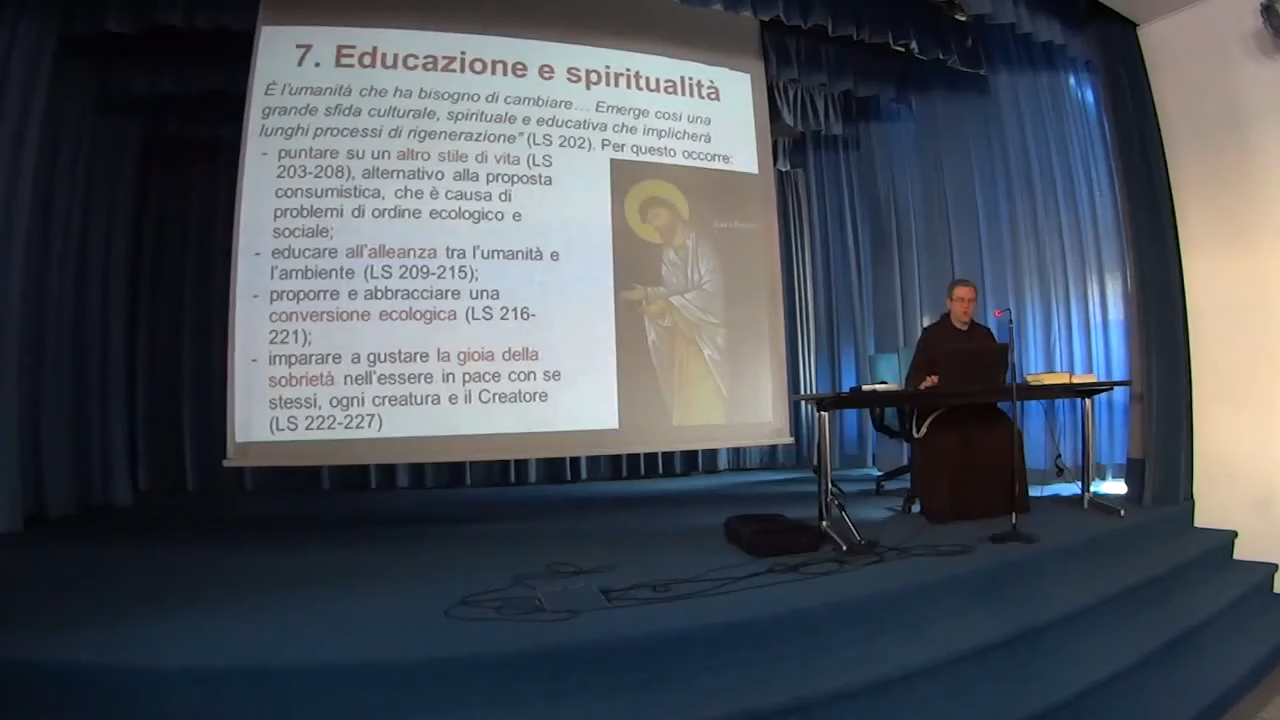 7. Educazione e spiritualità
È l'umanità che ha bisogno di cambiare... Emerge così una
grande sfida culturale, spirituale e educativa che implicherà
lunghi processi di rigenerazione" (LS 202). Per questo occorre:
- puntare su un altro stile di vita (LS
203-208), alternativo alla proposta
consumistica, che è causa di
problemi di ordine ecologico e
sociale;
- educare all'alleanza tra l'umanità e
l'ambiente (LS 209-215);
- proporre e abbracciare una
conversione ecologica (LS 216-
221);
- imparare a gustare la gioia della
sobrietà nell'essere in pace con se
stessi, ogni creatura e il Creatore
(LS 222-227)